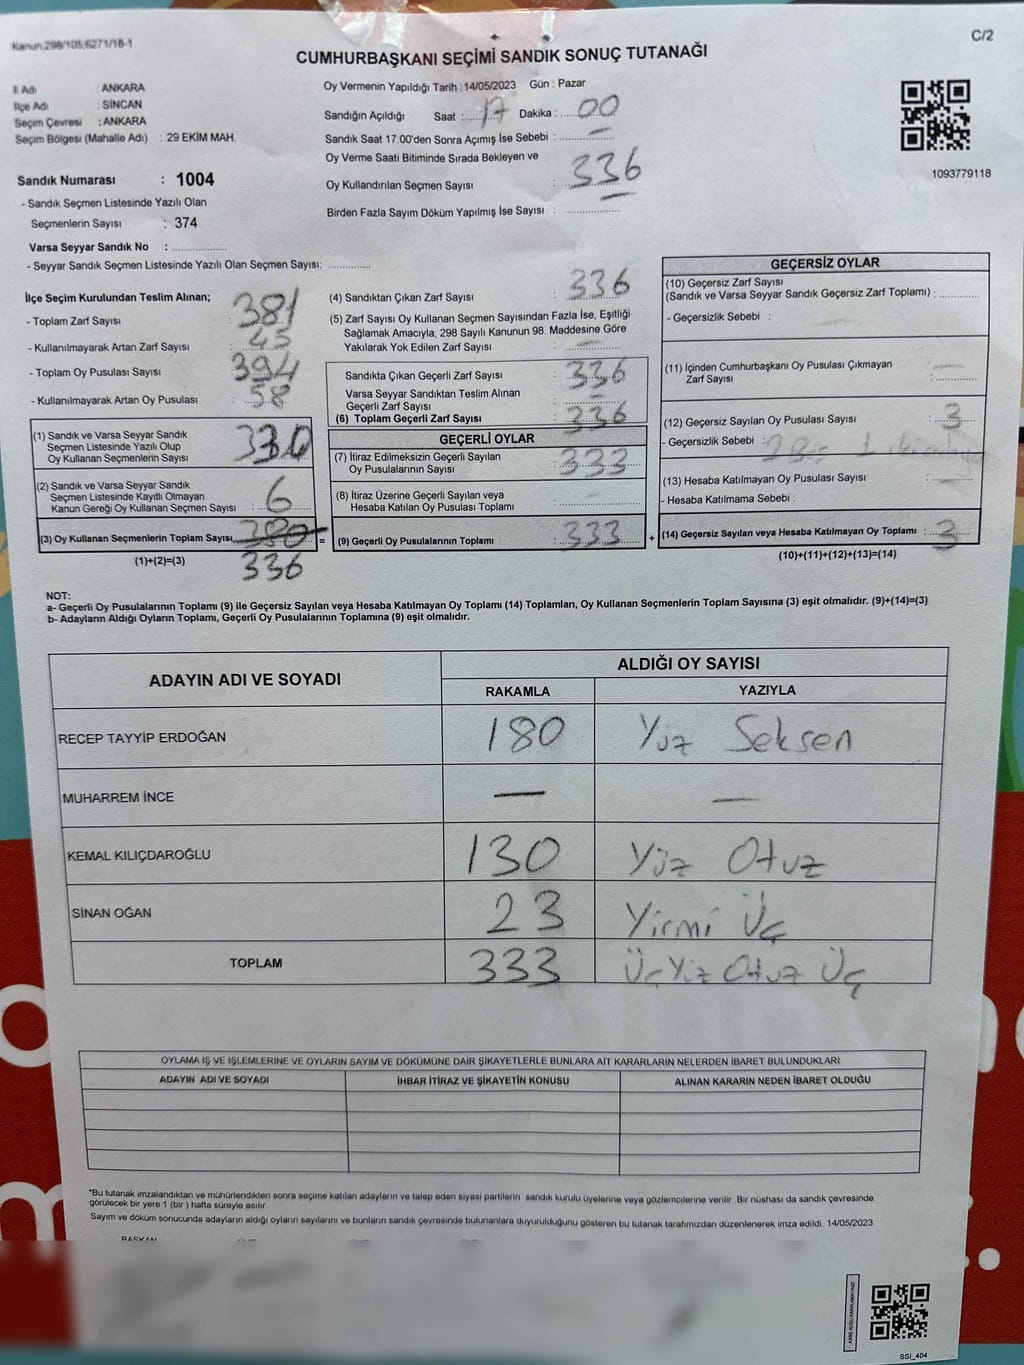 Kanun;298/105;6271/18-1
C/2
CUMHURBAŞKANI SEÇİMİ SANDIK SONUÇ TUTANAĞI
İl Adı : ANKARA
İlçe Adı : SİNCAN
Seçim Çevresi : ANKARA
Seçim Bölgesi (Mahalle Adı) : 29 EKİM MAH.
Sandık Numarası : 1004
- Sandık Seçmen Listesinde Yazılı Olan
Seçmenlerin Sayısı : 374
Varsa Seyyar Sandık No : ..................
- Seyyar Sandık Seçmen Listesinde Yazılı Olan Seçmen Sayısı: ..............
Oy Vermenin Yapıldığı Tarih : 14/05/2023 Gün : Pazar
Sandığın Açıldığı Saat : 17 Dakika : 00
Sandık Saat 17.00'den Sonra Açımış İse Sebebi : ..............
Oy Verme Saati Bitiminde Sırada Bekleyen ve
Oy Kullandırılan Seçmen Sayısı : 336
Birden Fazla Sayım Döküm Yapılmış İse Sayısı : ..............
1093779118
İlçe Seçim Kurulundan Teslim Alınan;
- Toplam Zarf Sayısı : 381
- Kullanılmayarak Artan Zarf Sayısı : 45
- Toplam Oy Pusulası Sayısı : 394
- Kullanılmayarak Artan Oy Pusulası : 58
(1) Sandık ve Varsa Seyyar Sandık
Seçmen Listesinde Yazılı Olup
Oy Kullanan Seçmenlerin Sayısı 330
(2) Sandık ve Varsa Seyyar Sandık
Seçmen Listesinde Kayıtlı Olmayan
Kanun Gereği Oy Kullanan Seçmen Sayısı : 6
(3) Oy Kullanan Seçmenlerin Toplam Sayısı 380 =
(1)+(2)=(3) 336
(4) Sandıktan Çıkan Zarf Sayısı : 336
(5) Zarf Sayısı Oy Kullanan Seçmen Sayısından Fazla İse, Eşitliği
Sağlamak Amacıyla; 298 Sayılı Kanunun 98. Maddesine Göre
Yakılarak Yok Edilen Zarf Sayısı : —
Sandıkta Çıkan Geçerli Zarf Sayısı : 336
Varsa Seyyar Sandıktan Teslim Alınan
Geçerli Zarf Sayısı : —
(6) Toplam Geçerli Zarf Sayısı : 336
GEÇERLİ OYLAR
(7) İtiraz Edilmeksizin Geçerli Sayılan
Oy Pusulalarının Sayısı : 333
(8) İtiraz Üzerine Geçerli Sayılan veya
Hesaba Katılan Oy Pusulası Toplamı : —
(9) Geçerli Oy Pusulalarının Toplamı : 333 +
GEÇERSİZ OYLAR
(10) Geçersiz Zarf Sayısı
(Sandık ve Varsa Seyyar Sandık Geçersiz Zarf Toplamı) : ............
- Geçersizlik Sebebi :
(11) İçinden Cumhurbaşkanı Oy Pusulası Çıkmayan
Zarf Sayısı : —
(12) Geçersiz Sayılan Oy Pusulası Sayısı : 3
- Geçersizlik Sebebi :
(13) Hesaba Katılmayan Oy Pusulası Sayısı : ............
- Hesaba Katılmama Sebebi :
(14) Geçersiz Sayılan veya Hesaba Katılmayan Oy Toplamı : 3
(10)+(11)+(12)+(13)=(14)
NOT:
a- Geçerli Oy Pusulalarının Toplamı (9) ile Geçersiz Sayılan veya Hesaba Katılmayan Oy Toplamı (14) Toplamları, Oy Kullanan Seçmenlerin Toplam Sayısına (3) eşit olmalıdır. (9)+(14)=(3)
b- Adayların Aldığı Oyların Toplamı, Geçerli Oy Pusulalarının Toplamına (9) eşit olmalıdır.
ADAYIN ADI VE SOYADI ALDIĞI OY SAYISI
RAKAMLA YAZIYLA
RECEP TAYYİP ERDOĞAN 180 Yüz Seksen
MUHARREM İNCE — —
KEMAL KILIÇDAROĞLU 130 Yüz Otuz
SİNAN OĞAN 23 Yirmi Üç
TOPLAM 333 Üç Yüz Otuz Üç
OYLAMA İŞ VE İŞLEMLERİNE VE OYLARIN SAYIM VE DÖKÜMÜNE DAİR ŞİKAYETLERLE BUNLARA AİT KARARLARIN NELERDEN İBARET BULUNDUKLARI
ADAYIN ADI VE SOYADI İHBAR İTİRAZ VE ŞİKAYETİN KONUSU ALINAN KARARIN NEDEN İBARET OLDUĞU
*Bu tutanak imzalandıktan ve mühürlendikten sonra seçime katılan adayların ve talep eden siyasi partilerin sandık kurulu üyelerine veya gözlemcilerine verilir. Bir nüshası da sandık çevresinde
görülecek bir yere 1 (bir ) hafta süreyle asılır.
Sayım ve döküm sonucunda adayların aldığı oyların sayılarını ve bunların sandık çevresinde bulunanlara duyurulduğunu gösteren bu tutanak tarafımızdan düzenlenerek imza edildi. 14/05/2023
BAŞKAN
SSI_404